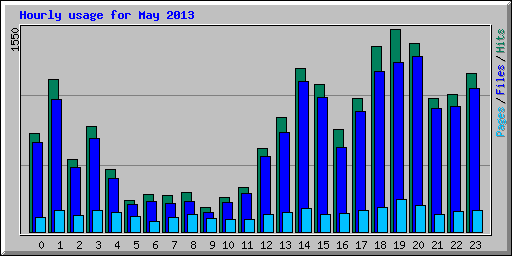 Hourly usage for May 2013
1550
Pages / Files / Hits
0 1 2 3 4 5 6 7 8 9 10 11 12 13 14 15 16 17 18 19 20 21 22 23